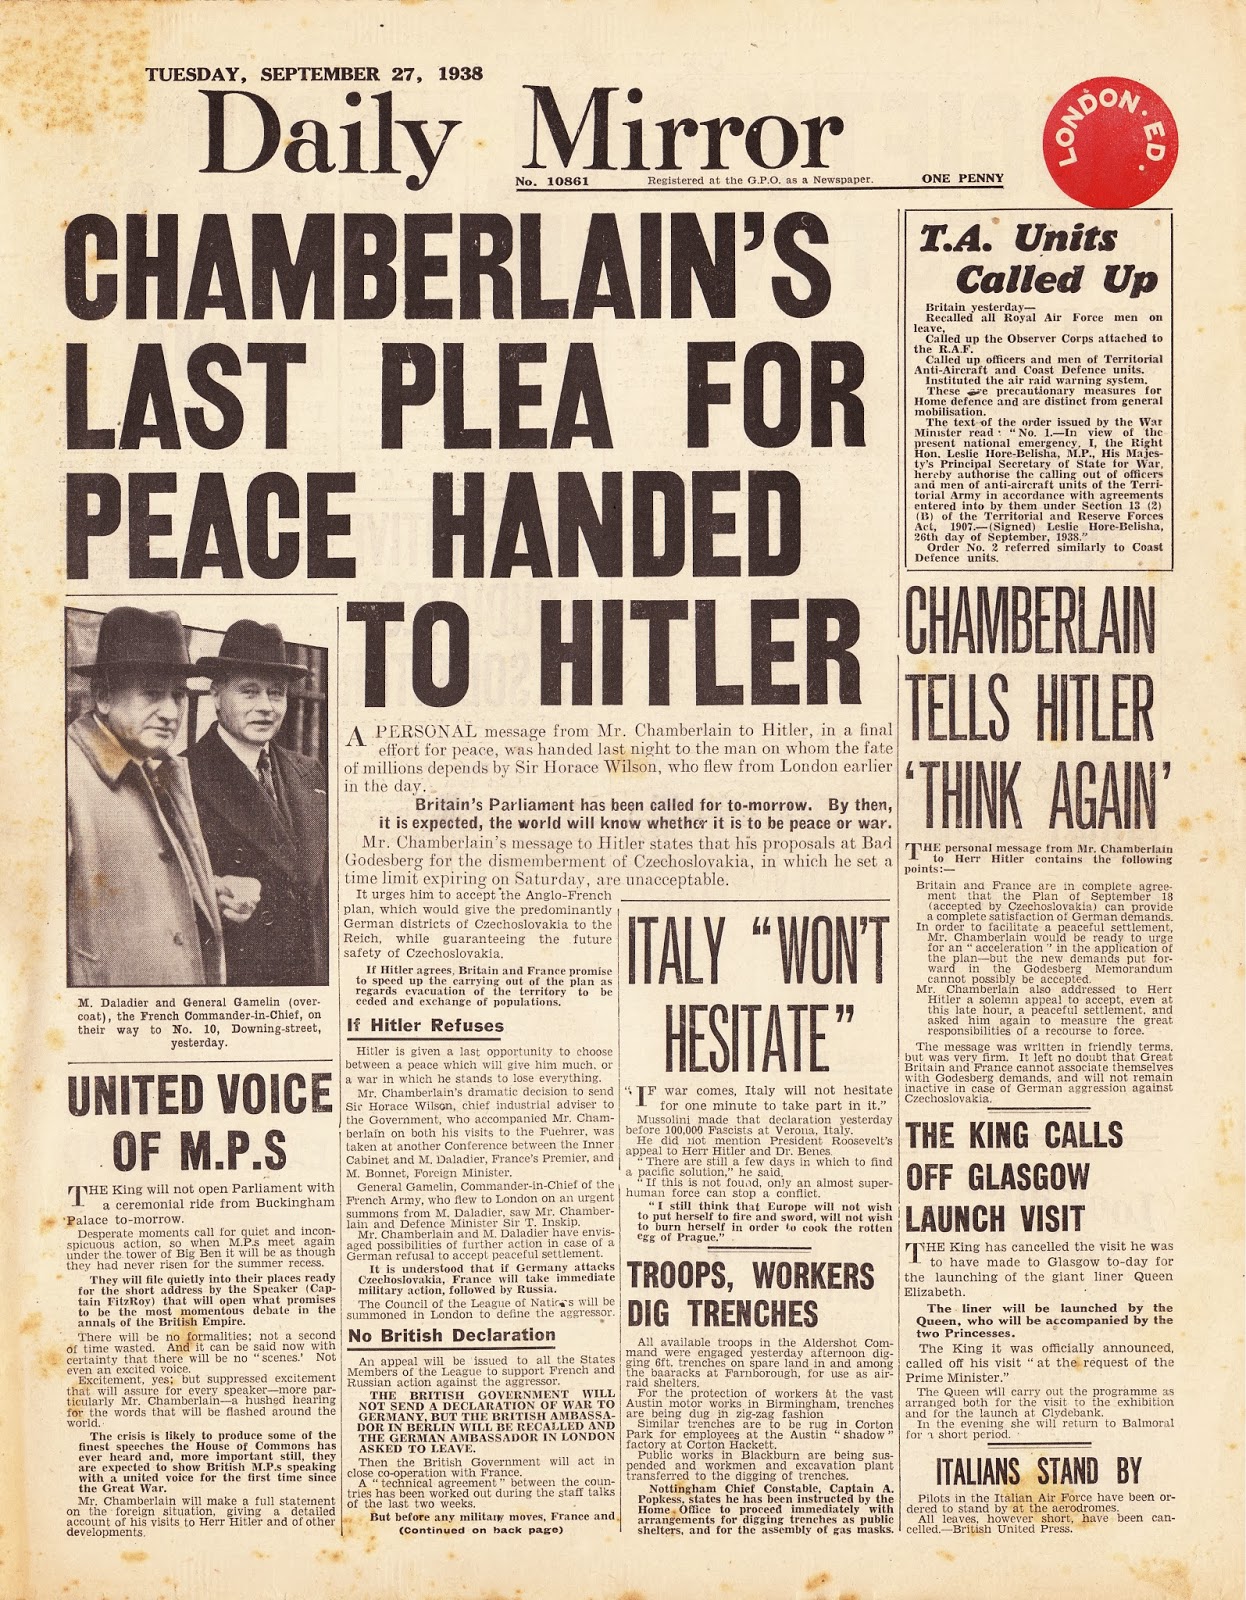 TUESDAY, SEPTEMBER 27, 1938
Daily Mirror
No. 10861
Registered at the G.P.O. as a Newspaper.
ONE PENNY
LONDON. ED.
CHAMBERLAIN'S
LAST PLEA FOR
PEACE HANDED
TO HITLER
M. Daladier and General Gamelin (over-
coat), the French Commander-in-Chief, on
their way to No. 10, Downing-street,
yesterday.
UNITED VOICE
OF M.P.S
THE King will not open Parliament with
a ceremonial ride from Buckingham
Palace to-morrow.
Desperate moments call for quiet and incon-
spicuous action, so when M.P.s meet again
under the tower of Big Ben it will be as though
they had never risen for the summer recess.
They will file quietly into their places ready
for the short address by the Speaker (Cap-
tain FitzRoy) that will open what promises
to be the most momentous debate in the
annals of the British Empire.
There will be no formalities; not a second
of time wasted. And it can be said now with
certainty that there will be no "scenes." Not
even an excited voice.
Excitement, yes; but suppressed excitement
that will assure for every speaker—more par-
ticularly Mr. Chamberlain—a hushed hearing
for the words that will be flashed around the
world.
The crisis is likely to produce some of the
finest speeches the House of Commons has
ever heard and, more important still, they
are expected to show British M.P.s speaking
with a united voice for the first time since
the Great War.
Mr. Chamberlain will make a full statement
on the foreign situation, giving a detailed
account of his visits to Herr Hitler and of other
developments.
A PERSONAL message from Mr. Chamberlain to Hitler, in a final
effort for peace, was handed last night to the man on whom the fate
of millions depends by Sir Horace Wilson, who flew from London earlier
in the day.
Britain's Parliament has been called for to-morrow. By then,
it is expected, the world will know whether it is to be peace or war.
Mr. Chamberlain's message to Hitler states that his proposals at Bad
Godesberg for the dismemberment of Czechoslovakia, in which he set a
time limit expiring on Saturday, are unacceptable.
It urges him to accept the Anglo-French
plan, which would give the predominantly
German districts of Czechoslovakia to the
Reich, while guaranteeing the future
safety of Czechoslovakia.
If Hitler agrees, Britain and France promise
to speed up the carrying out of the plan as
regards evacuation of the territory to be
ceded and exchange of populations.
If Hitler Refuses
Hitler is given a last opportunity to choose
between a peace which will give him much, or
a war in which he stands to lose everything.
Mr. Chamberlain's dramatic decision to send
Sir Horace Wilson, chief industrial adviser to
the Government, who accompanied Mr. Cham-
berlain on both his visits to the Fuehrer, was
taken at another Conference between the Inner
Cabinet and M. Daladier, France's Premier, and
M. Bonnet, Foreign Minister.
General Gamelin, Commander-in-Chief of the
French Army, who flew to London on an urgent
summons from M. Daladier, saw Mr. Chamber-
lain and Defence Minister Sir T. Inskip.
Mr. Chamberlain and M. Daladier have envis-
aged possibilities of further action in case of a
German refusal to accept peaceful settlement.
It is understood that if Germany attacks
Czechoslovakia, France will take immediate
military action, followed by Russia.
The Council of the League of Nations will be
summoned in London to define the aggressor.
No British Declaration
An appeal will be issued to all the States
Members of the League to support French and
Russian action against the aggressor.
THE BRITISH GOVERNMENT WILL
NOT SEND A DECLARATION OF WAR TO
GERMANY, BUT THE BRITISH AMBASSA-
DOR IN BERLIN WILL BE RECALLED AND
THE GERMAN AMBASSADOR IN LONDON
ASKED TO LEAVE.
Then the British Government will act in
close co-operation with France.
A "technical agreement" between the coun-
tries has been worked out during the staff talks
of the last two weeks.
But before any military moves, France and
(Continued on back page)
ITALY "WON'T
HESITATE"
"IF war comes, Italy will not hesitate
for one minute to take part in it."
Mussolini made that declaration yesterday
before 100,000 Fascists at Verona, Italy.
He did not mention President Roosevelt's
appeal to Herr Hitler and Dr. Benes.
"There are still a few days in which to find
a pacific solution," he said.
"If this is not found, only an almost super-
human force can stop a conflict.
"I still think that Europe will not wish
to put herself to fire and sword, will not wish
to burn herself in order to cook the rotten
egg of Prague."
TROOPS, WORKERS
DIG TRENCHES
All available troops in the Aldershot Com-
mand were engaged yesterday afternoon dig-
ging 6ft. trenches on spare land in and among
the baaracks at Farnborough, for use as air-
raid shelters.
For the protection of workers at the vast
Austin motor works in Birmingham, trenches
are being dug in zig-zag fashion
Similar trenches are to be rug in Corton
Park for employees at the Austin "shadow"
factory at Corton Hackett.
Public works in Blackburn are being sus-
pended and workmen and excavation plant
transferred to the digging of trenches.
Nottingham Chief Constable, Captain A.
Popkess, states he has been instructed by the
Home Office to proceed immediately with
arrangements for digging trenches as public
shelters, and for the assembly of gas masks.
T.A. Units
Called Up
Britain yesterday—
Recalled all Royal Air Force men on
leave,
Called up the Observer Corps attached to
the R.A.F.
Called up officers and men of Territorial
Anti-Aircraft and Coast Defence units.
Instituted the air raid warning system.
These are precautionary measures for
Home defence and are distinct from general
mobilisation.
The text of the order issued by the War
Minister read: "No. 1.—In view of the
present national emergency, I, the Right
Hon. Leslie Hore-Belisha, M.P., His Majes-
ty's Principal Secretary of State for War,
hereby authorise the calling out of officers
and men of anti-aircraft units of the Terri-
torial Army in accordance with agreements
entered into by them under Section 13 (2)
(B) of the Territorial and Reserve Forces
Act, 1907.—(Signed) Leslie Hore-Belisha,
26th day of September, 1938."
Order No. 2 referred similarly to Coast
Defence units.
CHAMBERLAIN
TELLS HITLER
'THINK AGAIN'
THE personal message from Mr. Chamberlain
to Herr Hitler contains the following
points:—
Britain and France are in complete agree-
ment that the Plan of September 18
(accepted by Czechoslovakia) can provide
a complete satisfaction of German demands.
In order to facilitate a peaceful settlement,
Mr. Chamberlain would be ready to urge
for an "acceleration" in the application of
the plan—but the new demands put for-
ward in the Godesberg Memorandum
cannot possibly be accepted.
Mr. Chamberlain also addressed to Herr
Hitler a solemn appeal to accept, even at
this late hour, a peaceful settlement, and
asked him again to measure the great
responsibilities of a recourse to force.
The message was written in friendly terms,
but was very firm. It left no doubt that Great
Britain and France cannot associate themselves
with Godesberg demands, and will not remain
inactive in case of German aggression against
Czechoslovakia.
THE KING CALLS
OFF GLASGOW
LAUNCH VISIT
THE King has cancelled the visit he was
to have made to Glasgow to-day for
the launching of the giant liner Queen
Elizabeth.
The liner will be launched by the
Queen, who will be accompanied by the
two Princesses.
The King it was officially announced,
called off his visit "at the request of the
Prime Minister."
The Queen will carry out the programme as
arranged both for the visit to the exhibition
and for the launch at Clydebank.
In the evening she will return to Balmoral
for a short period.
ITALIANS STAND BY
Pilots in the Italian Air Force have been or-
dered to stand by at the aerodromes.
All leaves, however short, have been can-
celled.—British United Press.